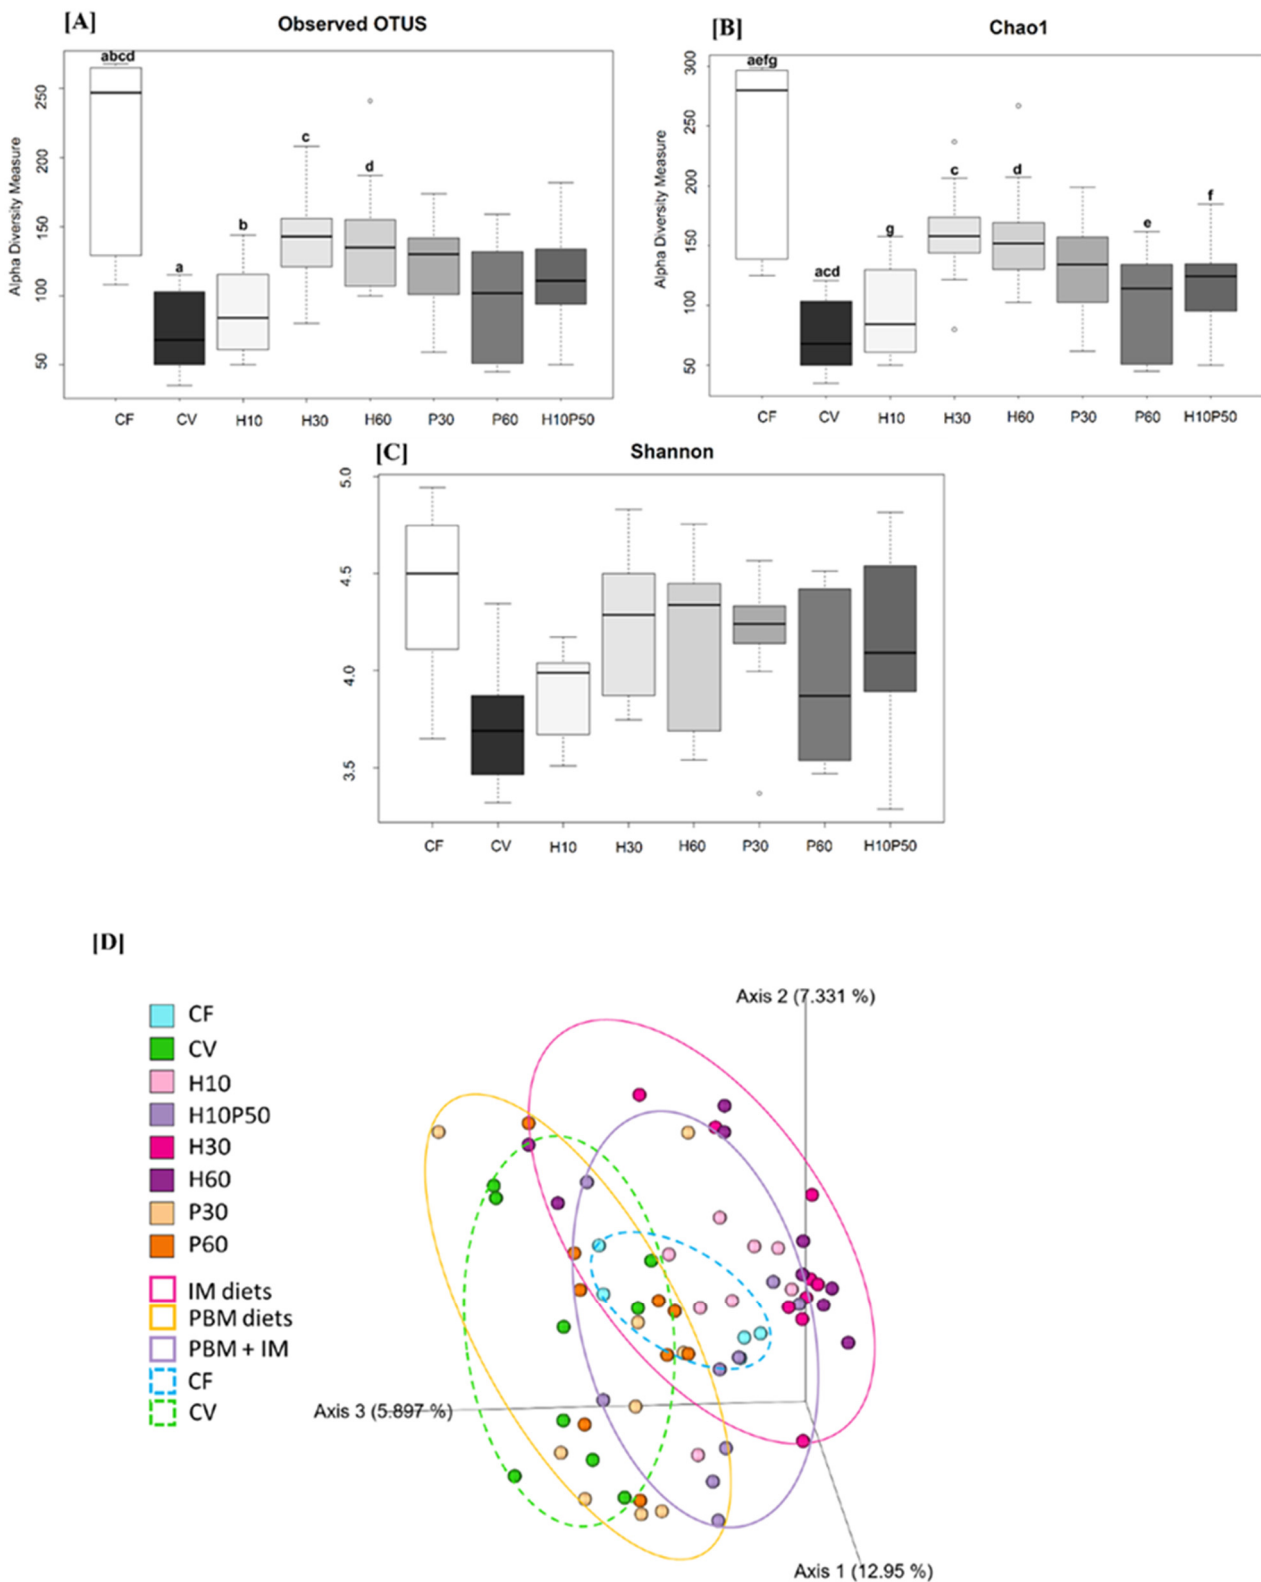 [A]
Observed OTUS
Alpha Diversity Measure
250
200
150
100
50
abcd
a
b
c
d
CF CV H10 H30 H60 P30 P60 H10P50
[B]
Chao1
Alpha Diversity Measure
300
250
200
150
100
50
aefg
acd
g
c
d
e
f
CF CV H10 H30 H60 P30 P60 H10P50
[C]
Shannon
5.0
4.5
4.0
3.5
CF CV H10 H30 H60 P30 P60 H10P50
[D]
CF
CV
H10
H10P50
H30
H60
P30
P60
IM diets
PBM diets
PBM + IM
CF
CV
Axis 2 (7.331 %)
Axis 3 (5.897 %)
Axis 1 (12.95 %)